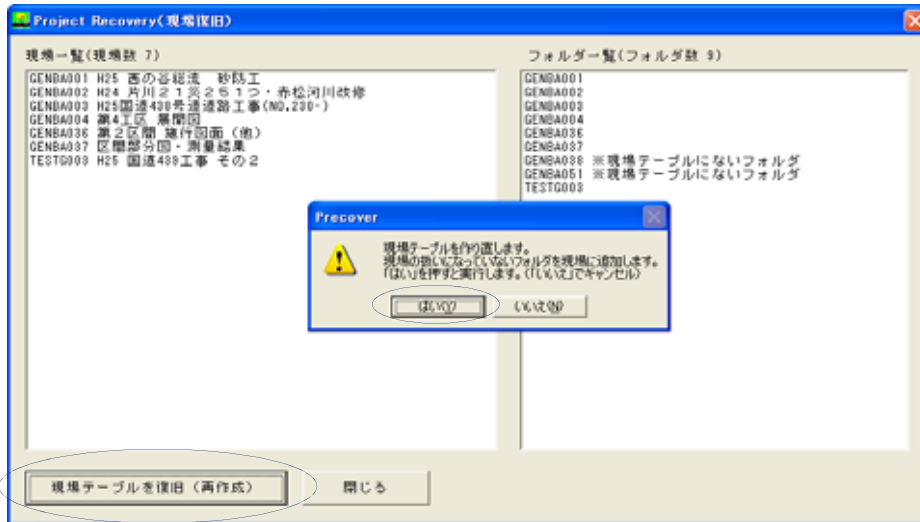 Project Recovery(現場復旧)
現場一覧(現場数 7)
GENBA001 H25 西の谷総流 砂防工
GENBA002 H24 片川21災251つ・赤松河川改修
GENBA003 H25国道438号道道路工事(NO.230-)
GENBA004 第4工区 展開図
GENBA036 第2区間 施行図面(他)
GENBA037 区間部分図・測量結果
TESTG003 H25 国道439工事 その2
フォルダ一覧(フォルダ数 9)
GENBA001
GENBA002
GENBA003
GENBA004
GENBA036
GENBA037
GENBA038 ※現場テーブルにないフォルダ
GENBA051 ※現場テーブルにないフォルダ
TESTG003
Precover
現場テーブルを作り直します。
現場の扱いになっていないフォルダを現場に追加します。
「はい」を押すと実行します。(「いいえ」でキャンセル)
はい(Y)
いいえ(N)
現場テーブルを復旧(再作成)
閉じる